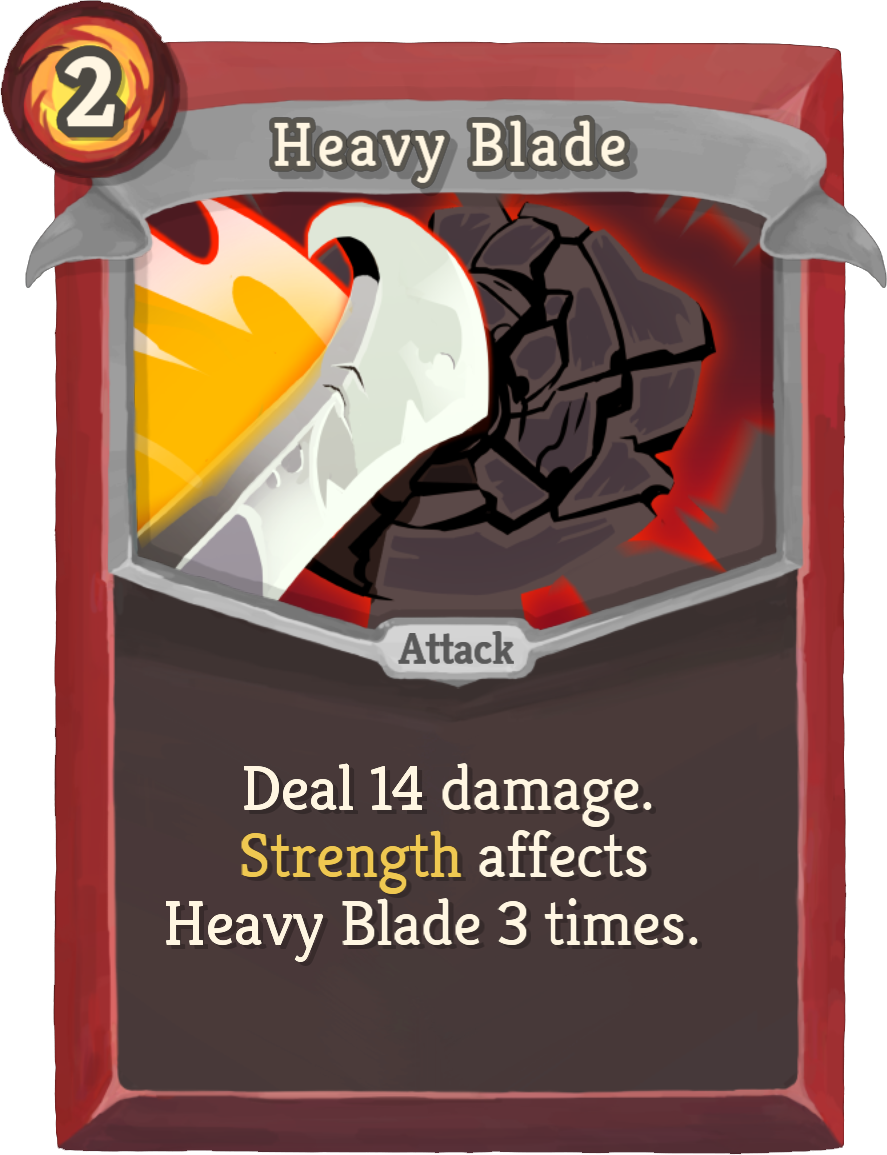 2
Heavy Blade
Attack
Deal 14 damage.
Strength affects
Heavy Blade 3 times.